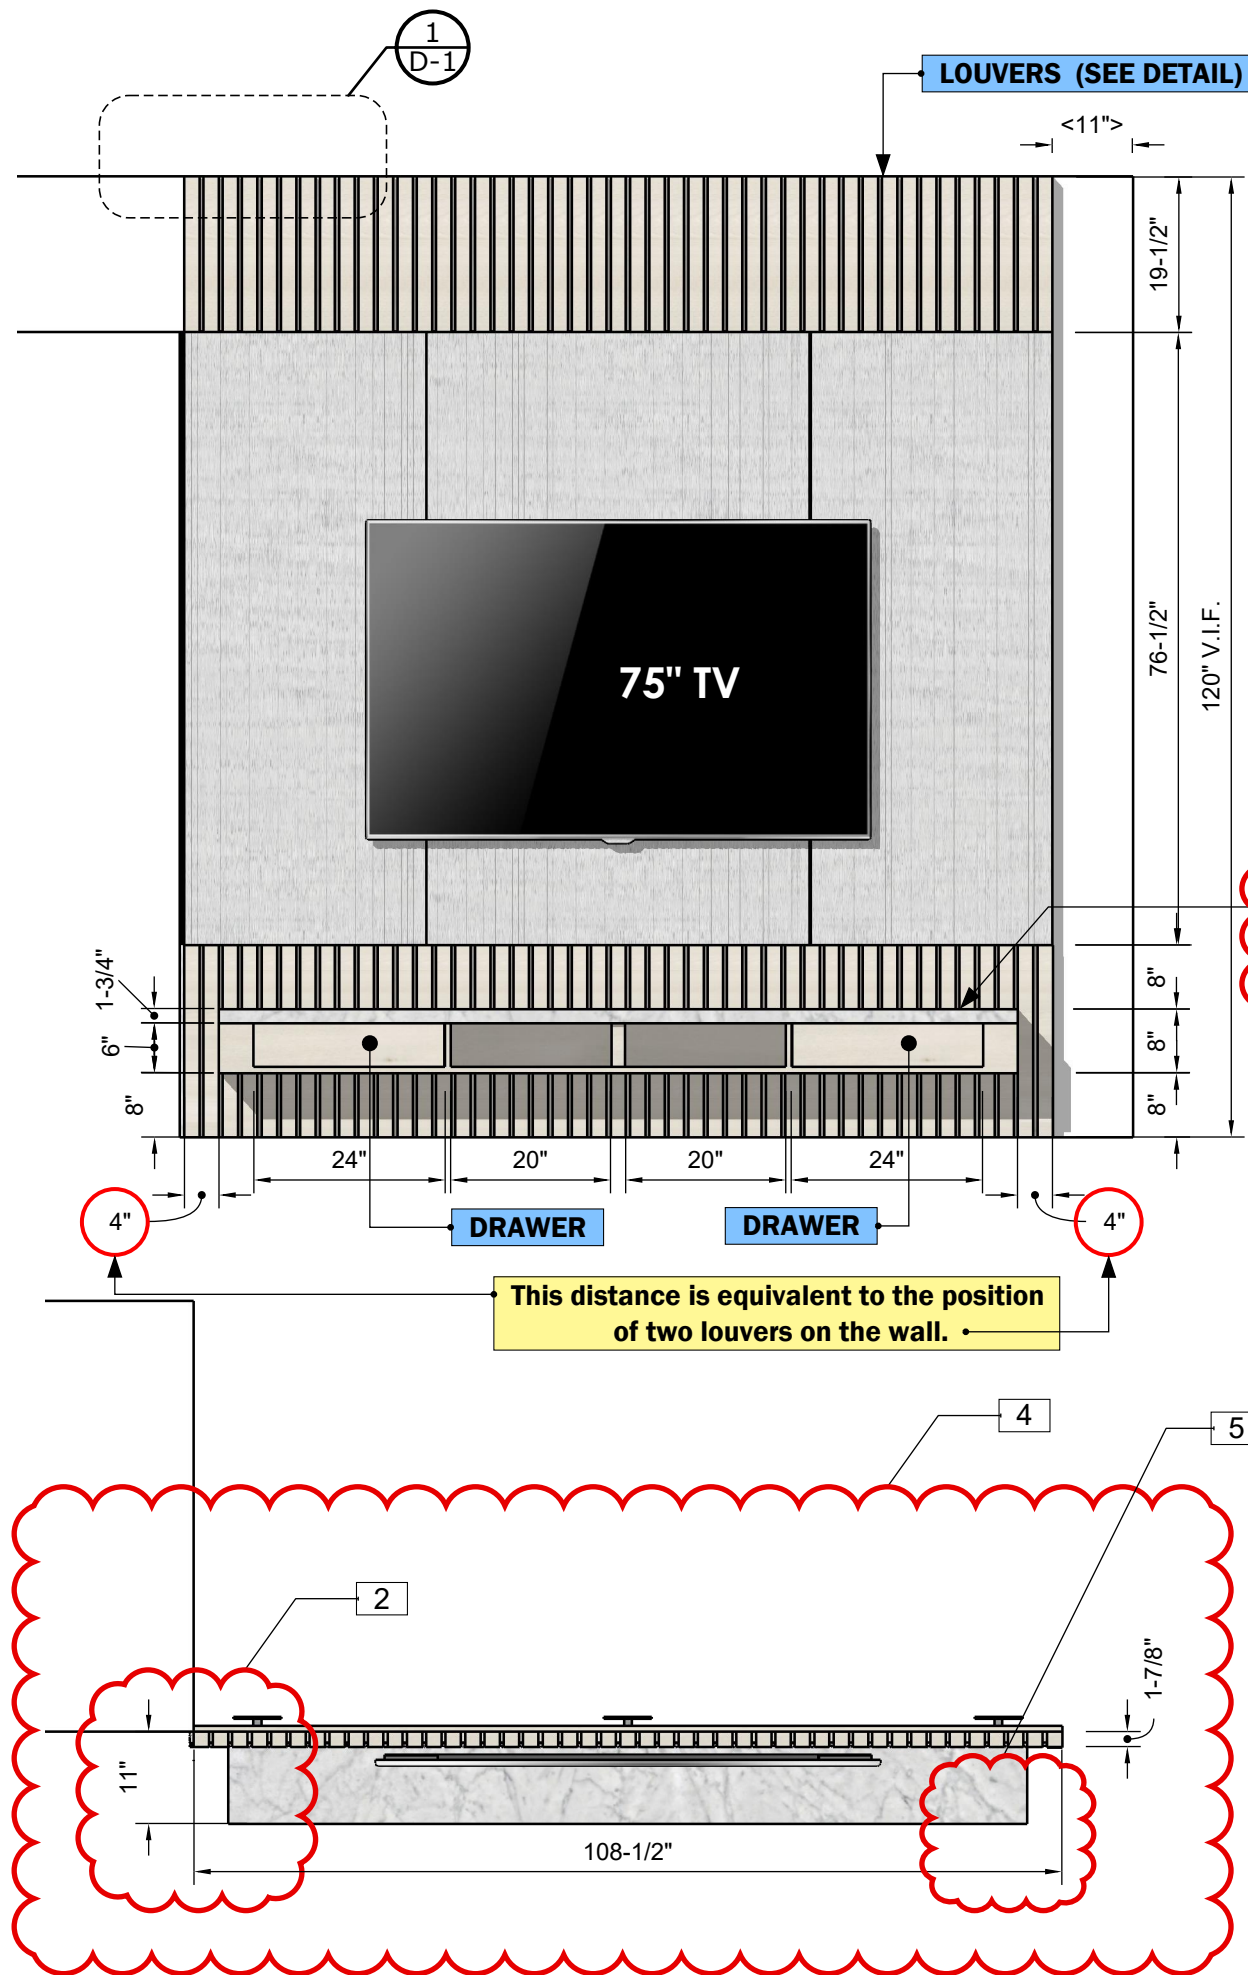 1
D-1
LOUVERS (SEE DETAIL)
<11">
19-1/2"
76-1/2"
120" V.I.F.
75" TV
1-3/4"
6"
8"
8"
8"
8"
24"
20"
20"
24"
4"
4"
DRAWER
DRAWER
This distance is equivalent to the position
of two louvers on the wall.
4
5
2
1-7/8"
11"
108-1/2"